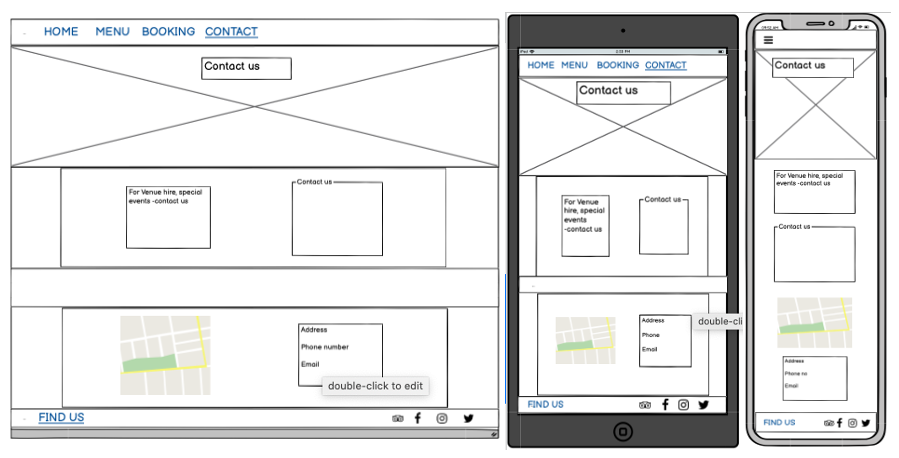 HOME MENU BOOKING CONTACT
Contact us
For Venue hire, special
events -contact us
Contact us
Address
Phone number
Email
double-click to edit
FIND US
iPad
HOME MENU BOOKING CONTACT
Contact us
For Venue
hire, special
events
-contact us
Contact us
Address
Phone
Email
double-cli
FIND US
Contact us
For Venue hire, special
events -contact us
Contact us
Address
Phone no
Email
FIND US